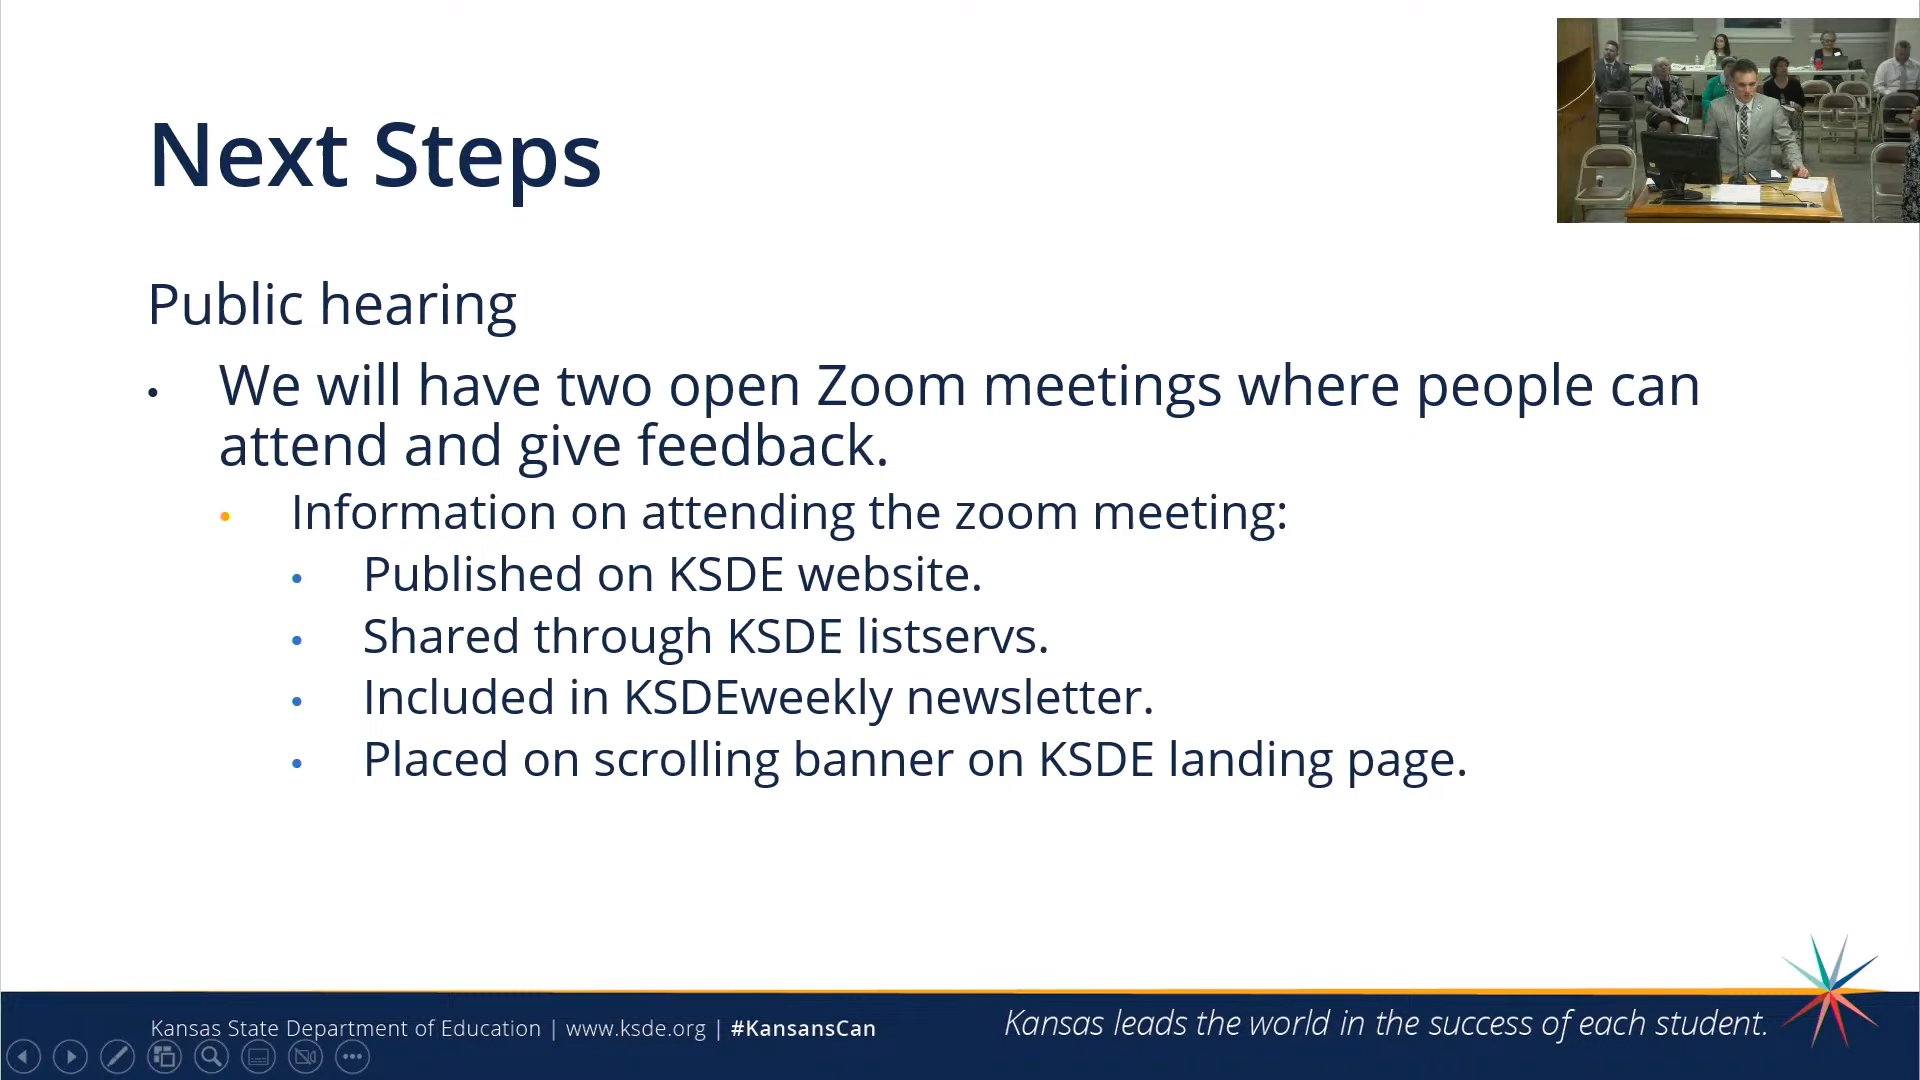 Next Steps
Public hearing
• We will have two open Zoom meetings where people can
attend and give feedback.
• Information on attending the zoom meeting:
• Published on KSDE website.
• Shared through KSDE listservs.
• Included in KSDEweekly newsletter.
• Placed on scrolling banner on KSDE landing page.
Kansas State Department of Education | www.ksde.org | #KansansCan
Kansas leads the world in the success of each student.